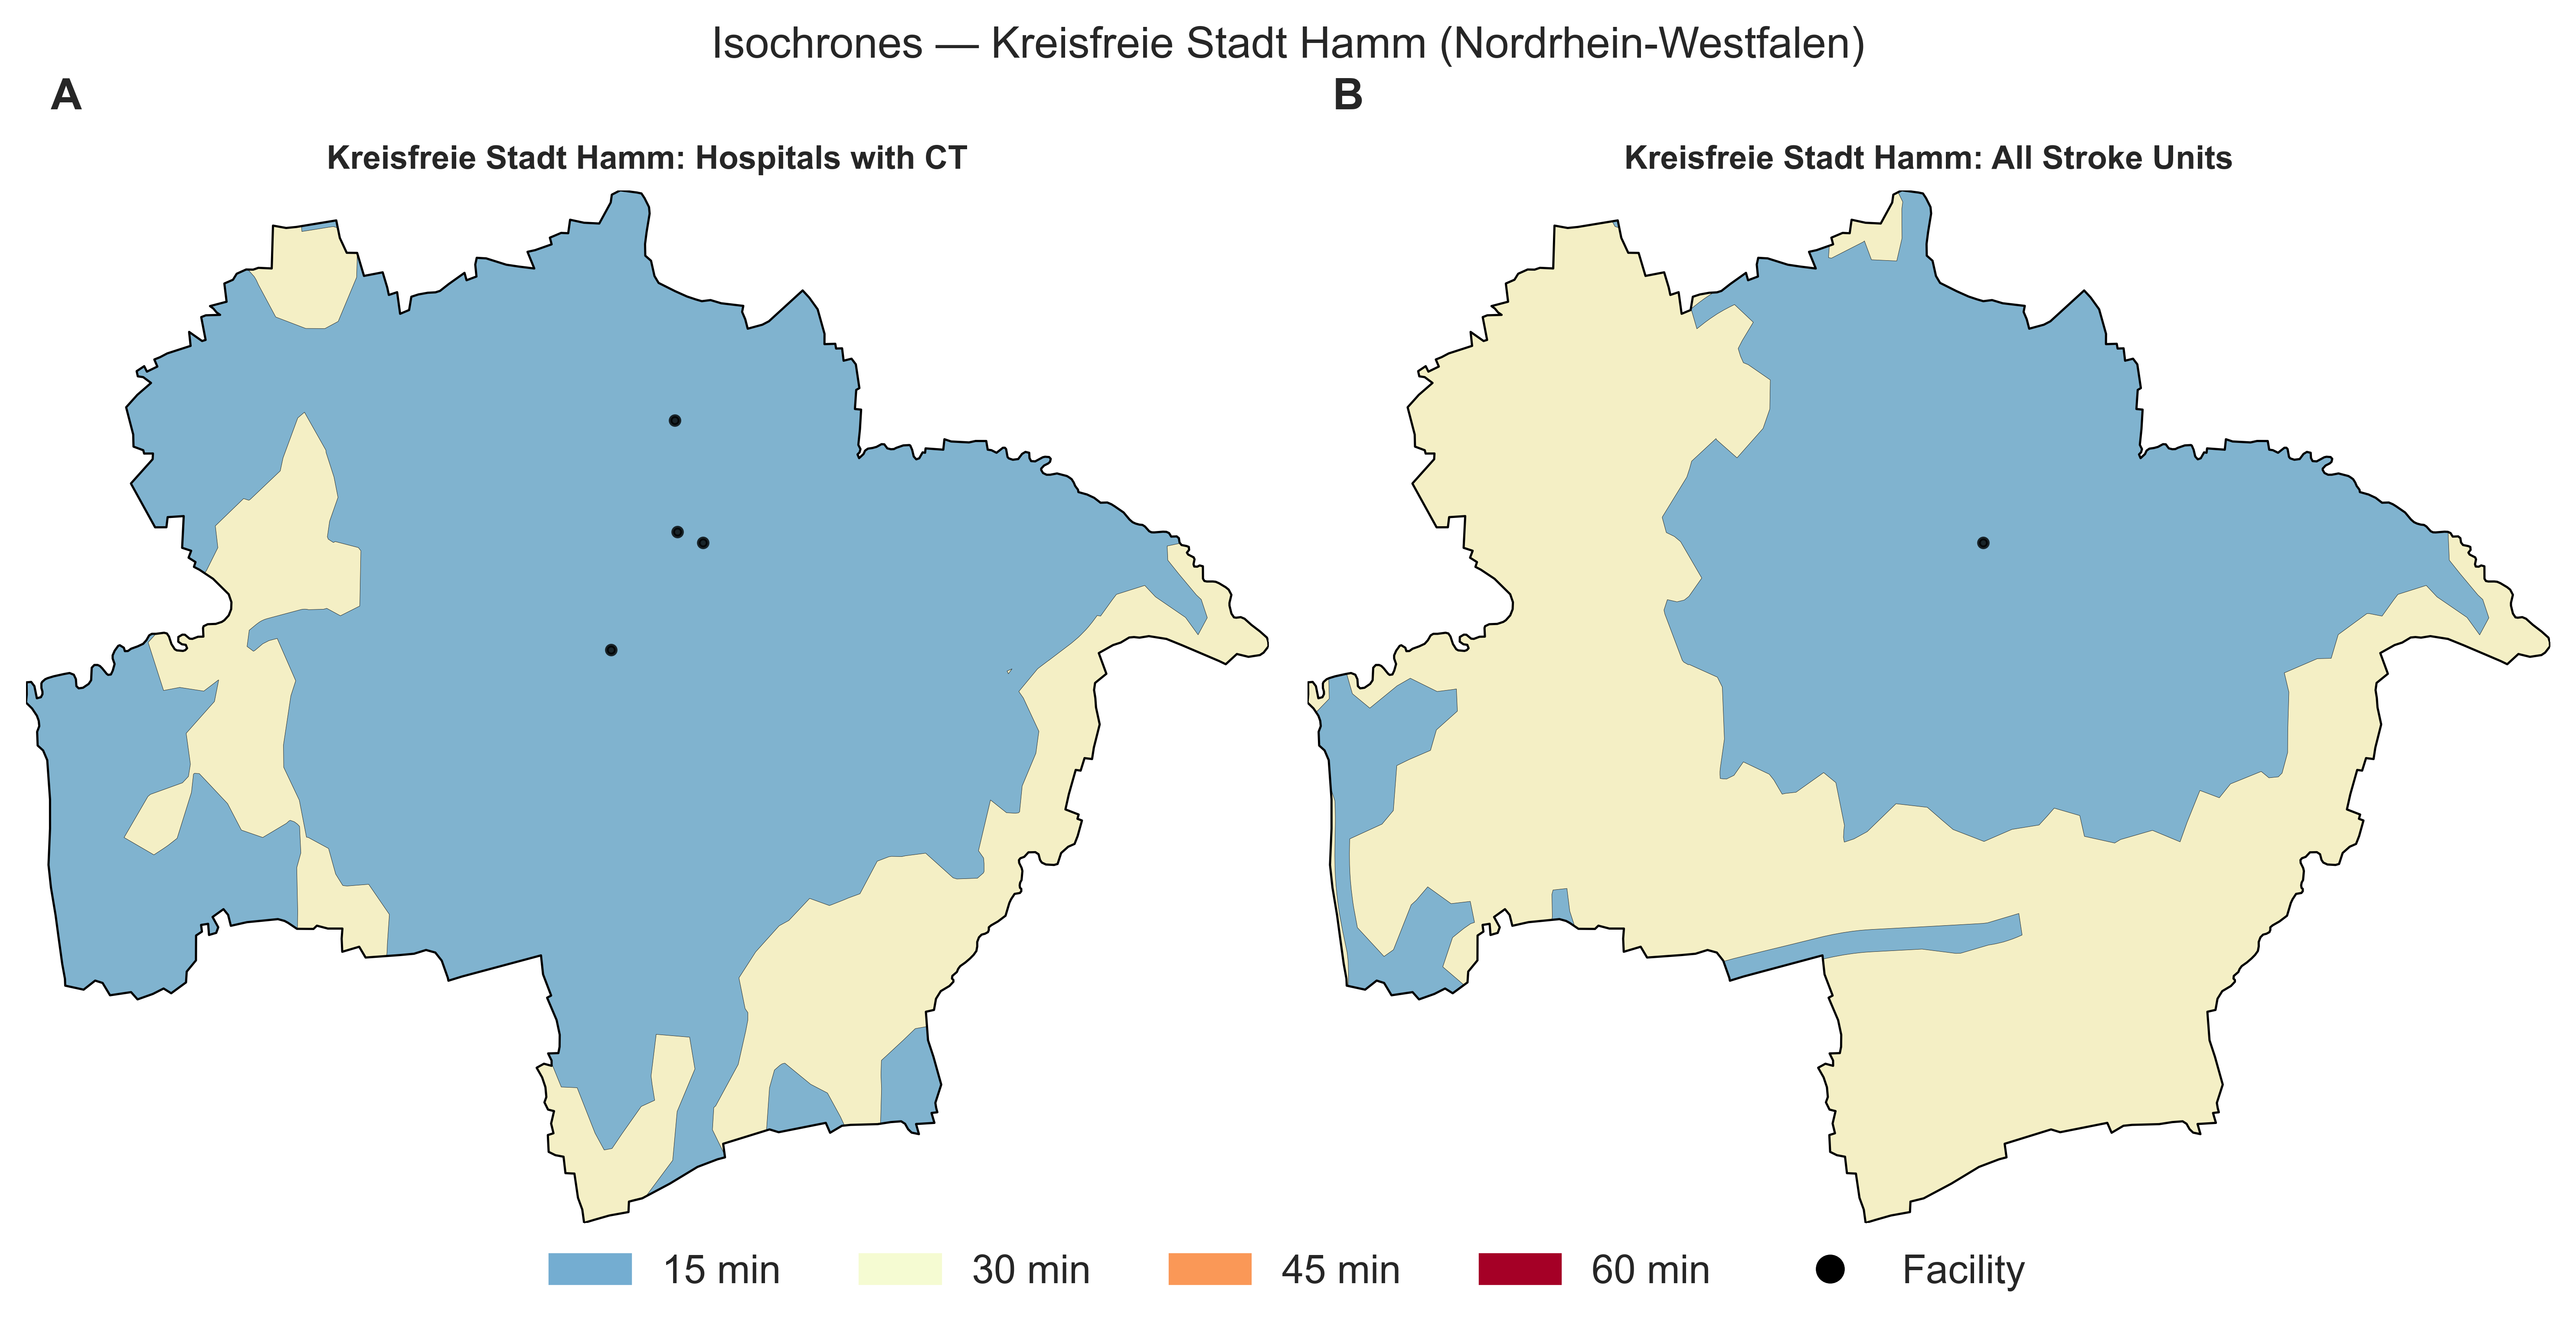 Isochrones — Kreisfreie Stadt Hamm (Nordrhein-Westfalen)
A
B
Kreisfreie Stadt Hamm: Hospitals with CT
Kreisfreie Stadt Hamm: All Stroke Units
15 min
30 min
45 min
60 min
Facility